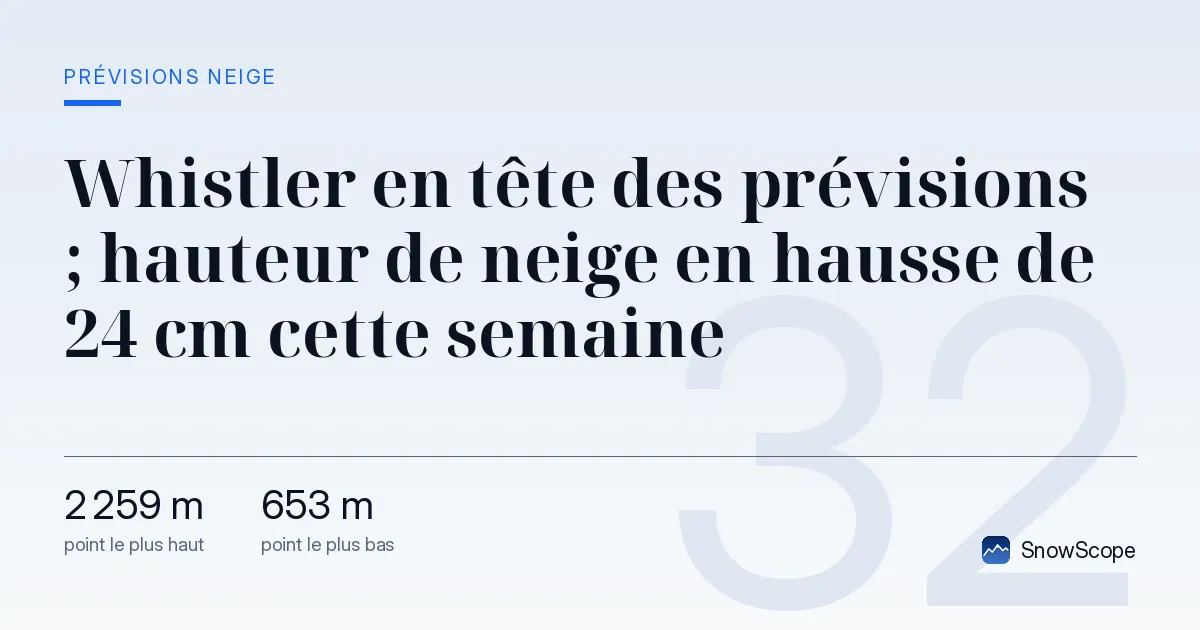 PRÉVISIONS NEIGE
Whistler en tête des prévisions
; hauteur de neige en hausse de
24 cm cette semaine
32
2 259 m
653 m
point le plus haut
point le plus bas
SnowScope